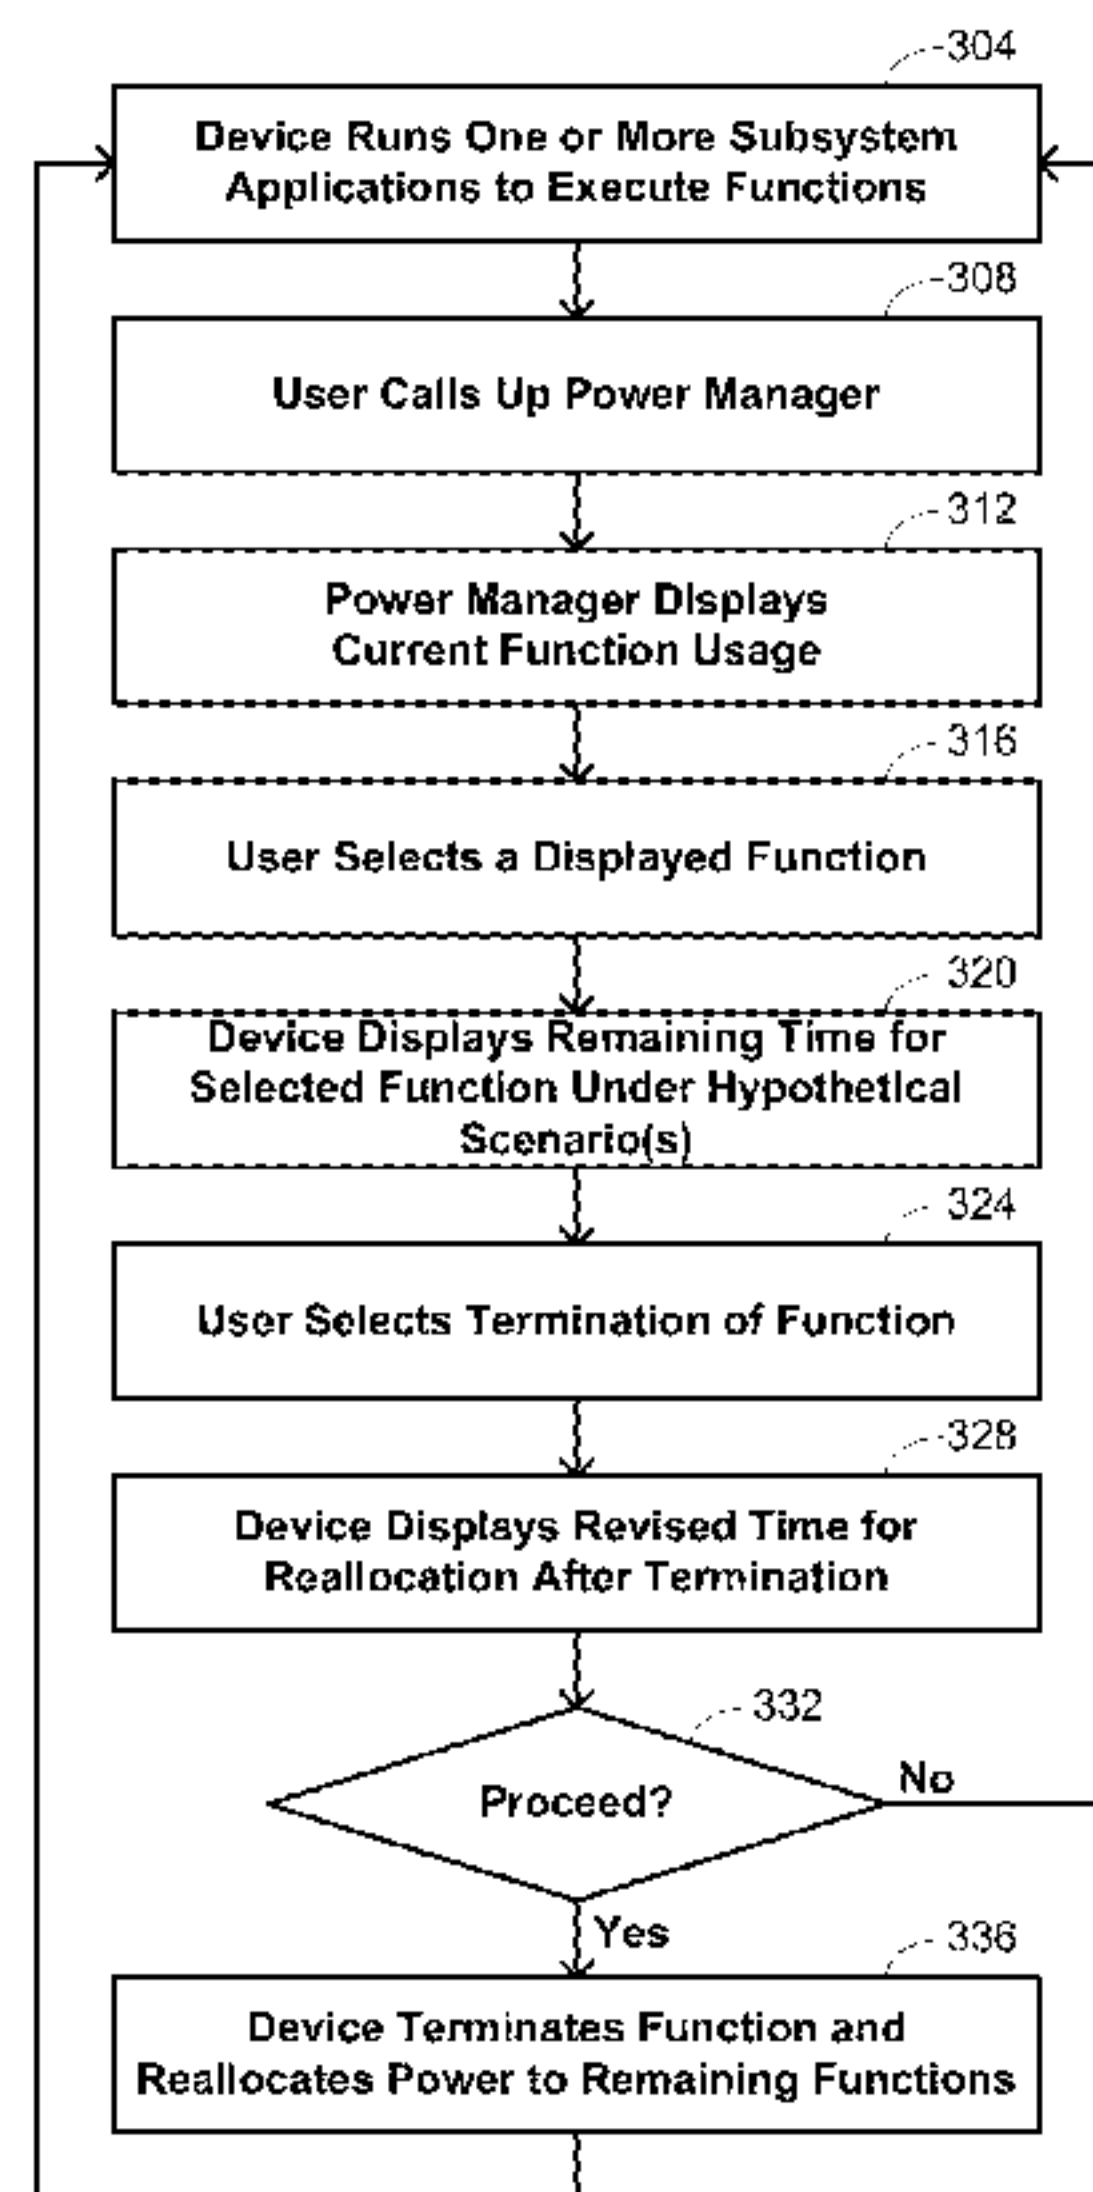 304
Device Runs One or More Subsystem
Applications to Execute Functions
308
User Calls Up Power Manager
312
Power Manager Displays
Current Function Usage
316
User Selects a Displayed Function
320
Device Displays Remaining Time for
Selected Function Under Hypothetical
Scenario(s)
324
User Selects Termination of Function
328
Device Displays Revised Time for
Reallocation After Termination
332
Proceed?
No
Yes
336
Device Terminates Function and
Reallocates Power to Remaining Functions